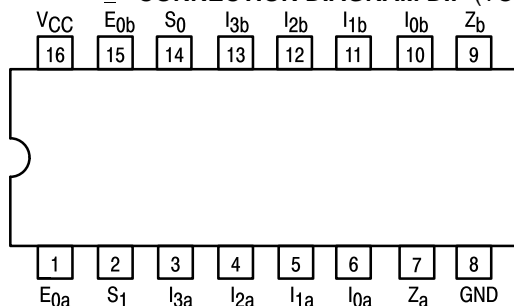 CONNECTION DIAGRAM DIP
VCC E0b S0 I3b I2b I1b I0b Zb
16 15 14 13 12 11 10 9
1 2 3 4 5 6 7 8
E0a S1 I3a I2a I1a I0a Za GND